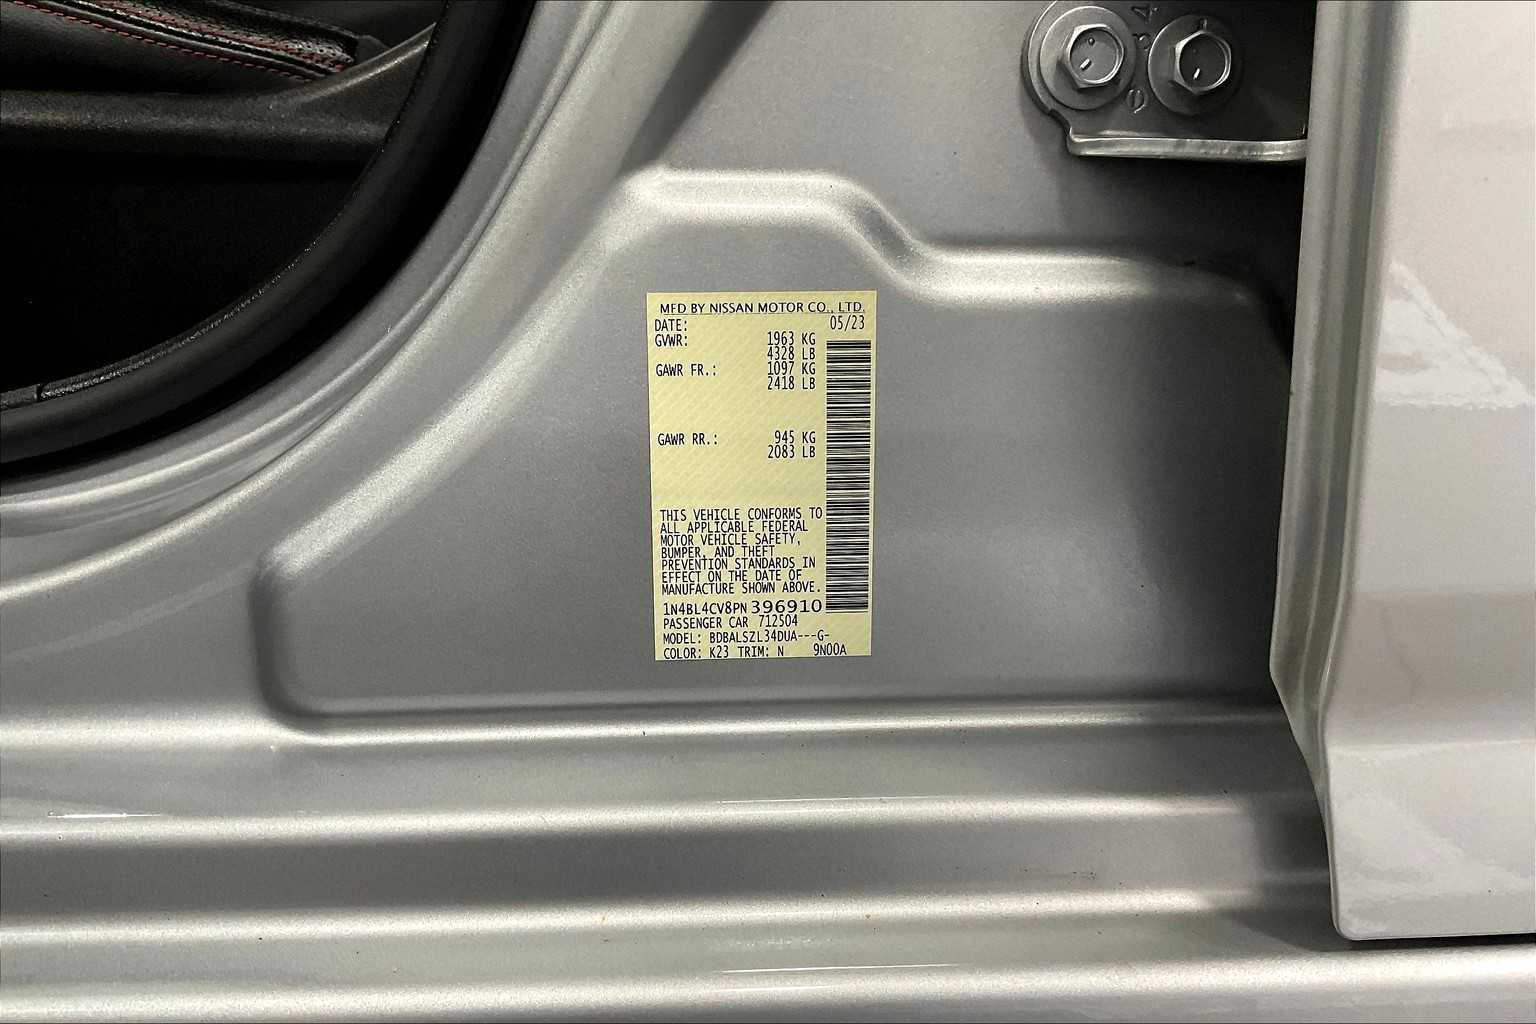 MFD BY NISSAN MOTOR CO., LTD.
DATE: 05/23
GVWR: 1963 KG
4328 LB
GAWR FR.: 1097 KG
2418 LB
GAWR RR.: 945 KG
2083 LB
THIS VEHICLE CONFORMS TO
ALL APPLICABLE FEDERAL
MOTOR VEHICLE SAFETY,
BUMPER, AND THEFT
PREVENTION STANDARDS IN
EFFECT ON THE DATE OF
MANUFACTURE SHOWN ABOVE.
1N4BL4CV8PN396910
PASSENGER CAR 712504
MODEL: BDBALSZL34DUA---G-
COLOR: K23 TRIM: N 9N00A